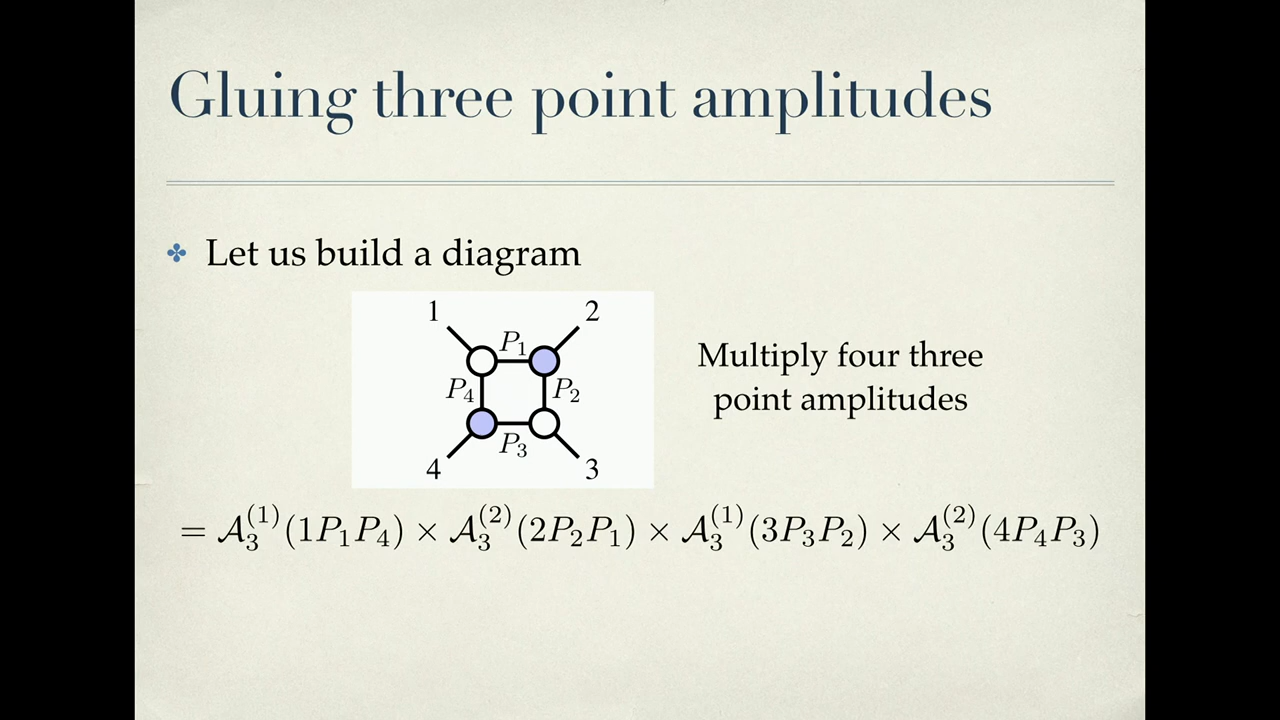 Gluing three point amplitudes
✤ Let us build a diagram
1 2
P₁
P₄ P₂
P₃
4 3
Multiply four three
point amplitudes
= 𝒜₃⁽¹⁾(1P₁P₄) × 𝒜₃⁽²⁾(2P₂P₁) × 𝒜₃⁽¹⁾(3P₃P₂) × 𝒜₃⁽²⁾(4P₄P₃)